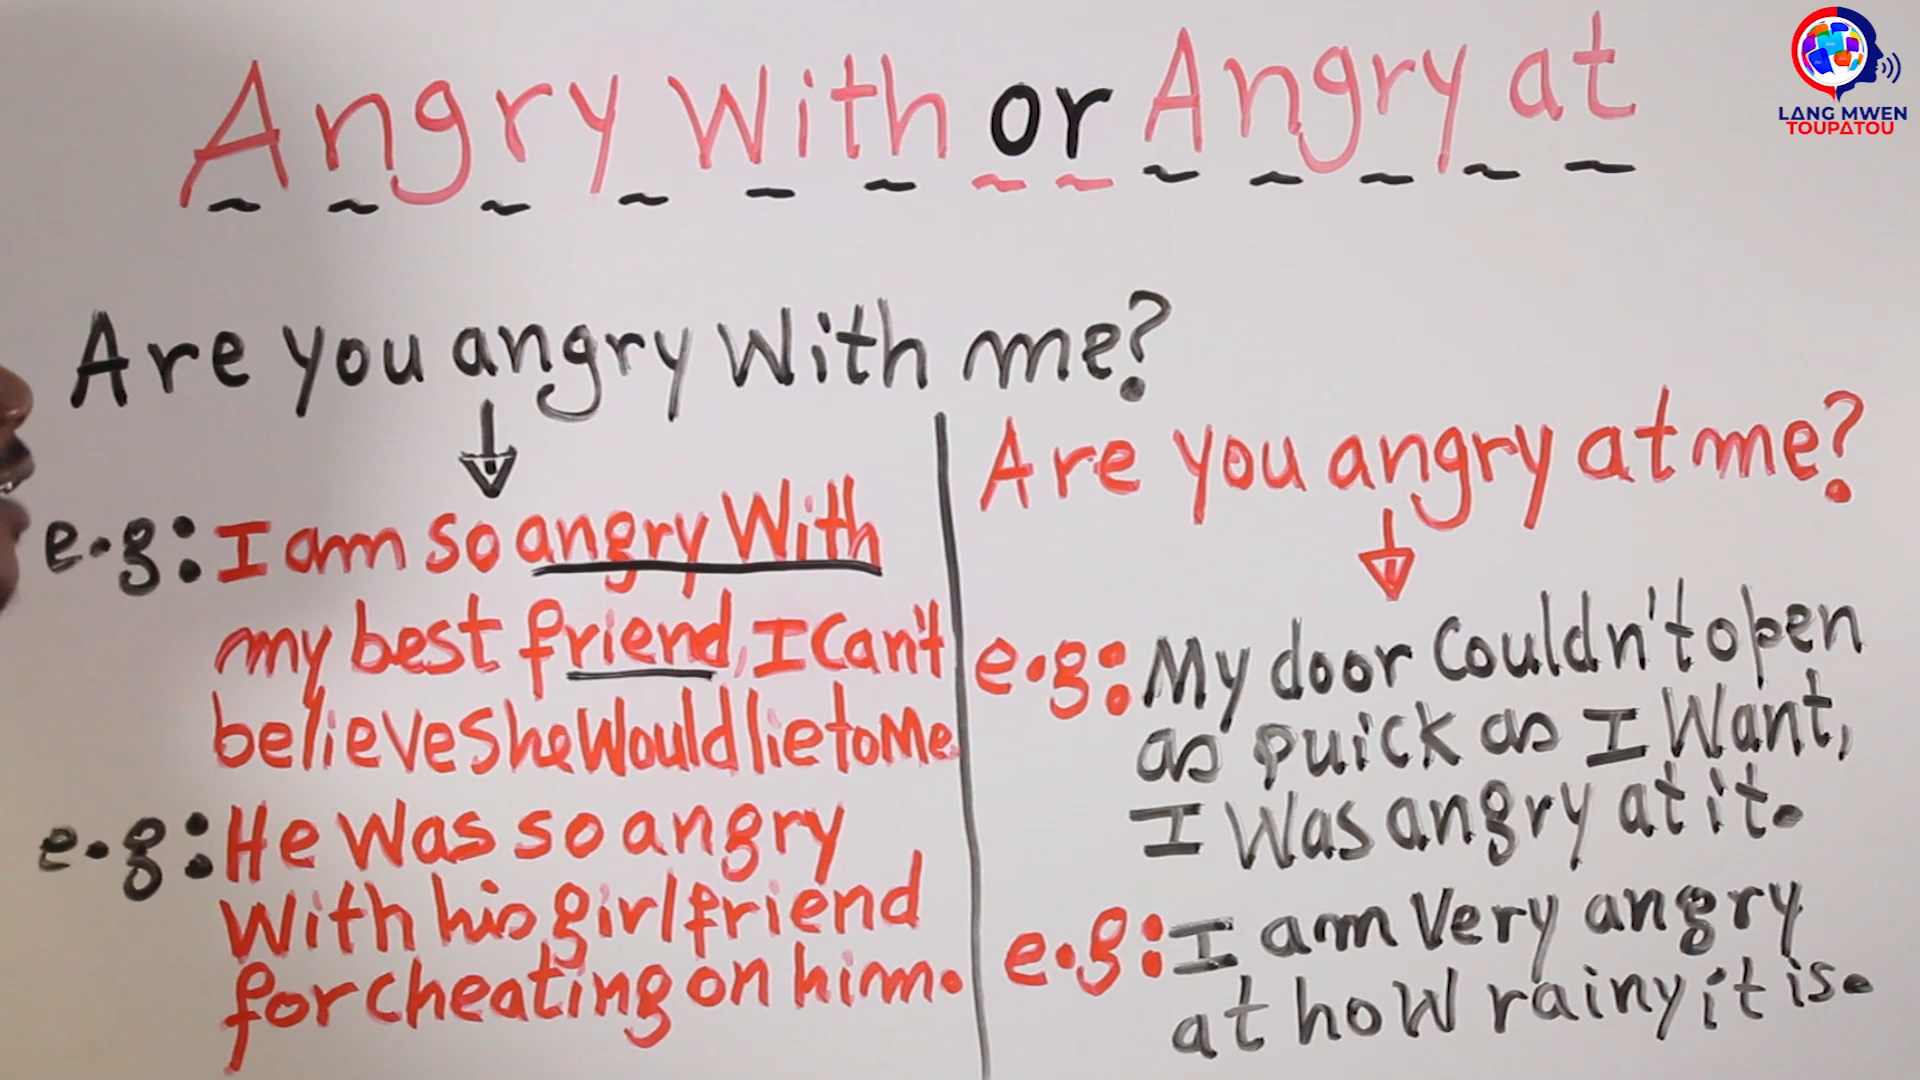 Angry With or Angry at
LANG MWEN
TOUPATOU
Are you angry With me?
e.g: I am so angry With
my best friend, I Can't
believe she Would lie to Me
e.g: He Was so angry
With his girlfriend
for cheating on him.
Are you angry at me?
e.g: My door Couldn't open
as puick as I Want,
I Was angry at it.
e.g: I am Very angry
at how rainy it is.